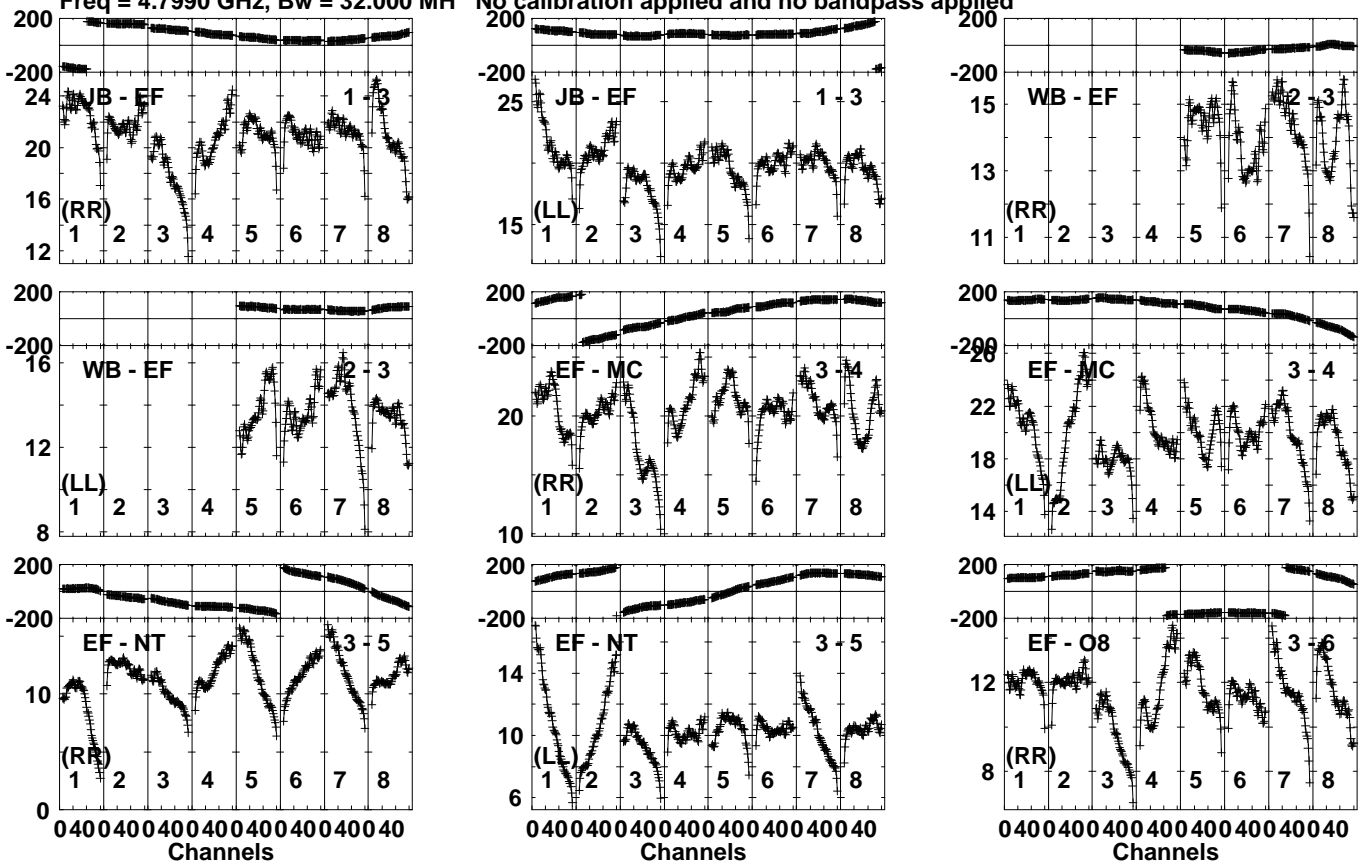 Freq = 4.7990 GHz, Bw = 32.000 MH No calibration applied and no bandpass applied
200
-200
24
20
16
12
JB - EF
1 - 3
(RR)
1 2 3 4 5 6 7 8
200
-200
25
15
JB - EF
1 - 3
(LL)
1 2 3 4 5 6 7 8
200
-200
15
13
11
WB - EF
2 - 3
(RR)
1 2 3 4 5 6 7 8
200
-200
16
12
8
WB - EF
2 - 3
(LL)
1 2 3 4 5 6 7 8
200
-200
20
10
EF - MC
3 - 4
(RR)
1 2 3 4 5 6 7 8
200
-200
26
22
18
14
EF - MC
3 - 4
(LL)
1 2 3 4 5 6 7 8
200
-200
10
0
EF - NT
3 - 5
(RR)
1 2 3 4 5 6 7 8
0 40 0 40 0 40 0 40 0 40 0 40 0 40 0 40
Channels
200
-200
14
10
6
EF - NT
3 - 5
(LL)
1 2 3 4 5 6 7 8
0 40 0 40 0 40 0 40 0 40 0 40 0 40 0 40
Channels
200
-200
12
8
EF - O8
3 - 6
(RR)
1 2 3 4 5 6 7 8
0 40 0 40 0 40 0 40 0 40 0 40 0 40 0 40
Channels